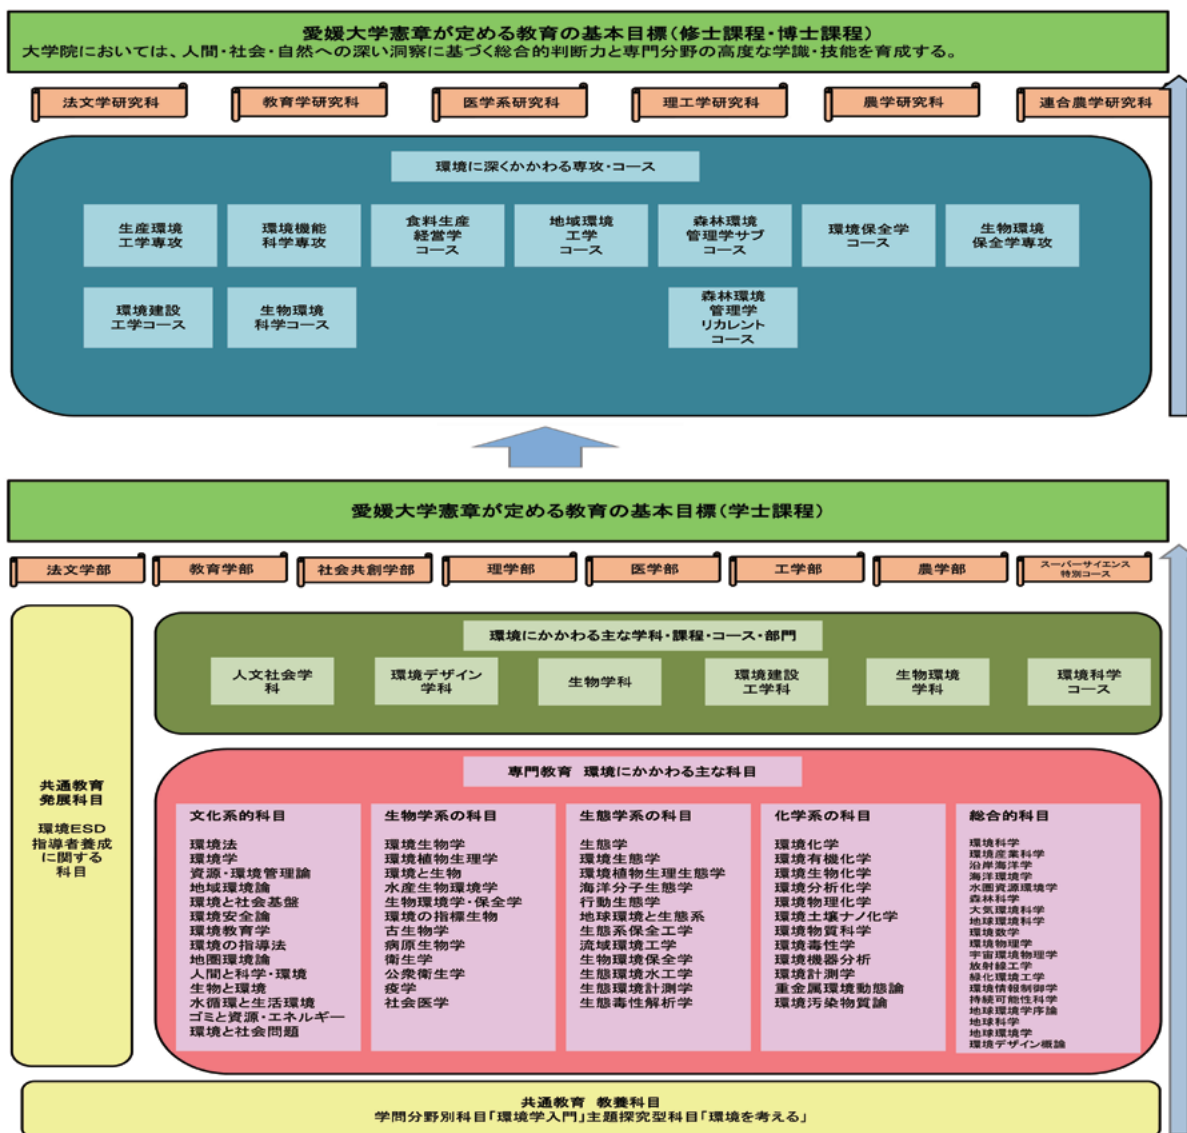 愛媛大学憲章が定める教育の基本目標(修士課程・博士課程)
大学院においては、人間・社会・自然への深い洞察に基づく総合的判断力と専門分野の高度な学識・技能を育成する。
法文学研究科
教育学研究科
医学系研究科
理工学研究科
農学研究科
連合農学研究科
環境に深くかかわる専攻・コース
生産環境
工学専攻
環境機能
科学専攻
食料生産
経営学
コース
地域環境
工学
コース
森林環境
管理学サブ
コース
環境保全学
コース
生物環境
保全学専攻
環境建設
工学コース
生物環境
科学コース
森林環境
管理学
リカレント
コース
愛媛大学憲章が定める教育の基本目標(学士課程)
法文学部
教育学部
社会共創学部
理学部
医学部
工学部
農学部
スーパーサイエンス
特別コース
環境にかかわる主な学科・課程・コース・部門
人文社会学
科
環境デザイン
学科
生物学科
環境建設
工学科
生物環境
学科
環境科学
コース
共通教育
発展科目
環境ESD
指導者養成
に関する
科目
専門教育 環境にかかわる主な科目
文化系的科目
環境法
環境学
資源・環境管理論
地域環境論
環境と社会基盤
環境安全論
環境教育学
環境の指導法
地圏環境論
人間と科学・環境
生物と環境
水循環と生活環境
ゴミと資源・エネルギー
環境と社会問題
生物学系の科目
環境生物学
環境植物生理学
環境と生物
水産生物環境学
生物環境学・保全学
環境の指標生物
古生物学
病原生物学
衛生学
公衆衛生学
疫学
社会医学
生態学系の科目
生態学
環境生態学
環境植物生理生態学
海洋分子生態学
行動生態学
地球環境と生態系
生態系保全工学
流域環境工学
生物環境保全学
生態環境水工学
生態環境計測学
生態毒性解析学
化学系の科目
環境化学
環境有機化学
環境生物化学
環境分析化学
環境物理化学
環境土壌ナノ化学
環境物質科学
環境毒性学
環境機器分析
環境計測学
重金属環境動態論
環境汚染物質論
総合的科目
環境科学
環境産業科学
沿岸海洋学
海洋環境学
水圏資源環境学
森林科学
大気環境科学
地球環境科学
環境数学
環境物理学
宇宙環境物理学
放射線工学
緑化環境工学
環境情報制御学
持続可能性科学
地球環境学序論
地球科学
地球環境学
環境デザイン概論
共通教育 教養科目
学問分野別科目「環境学入門」主題探究型科目「環境を考える」